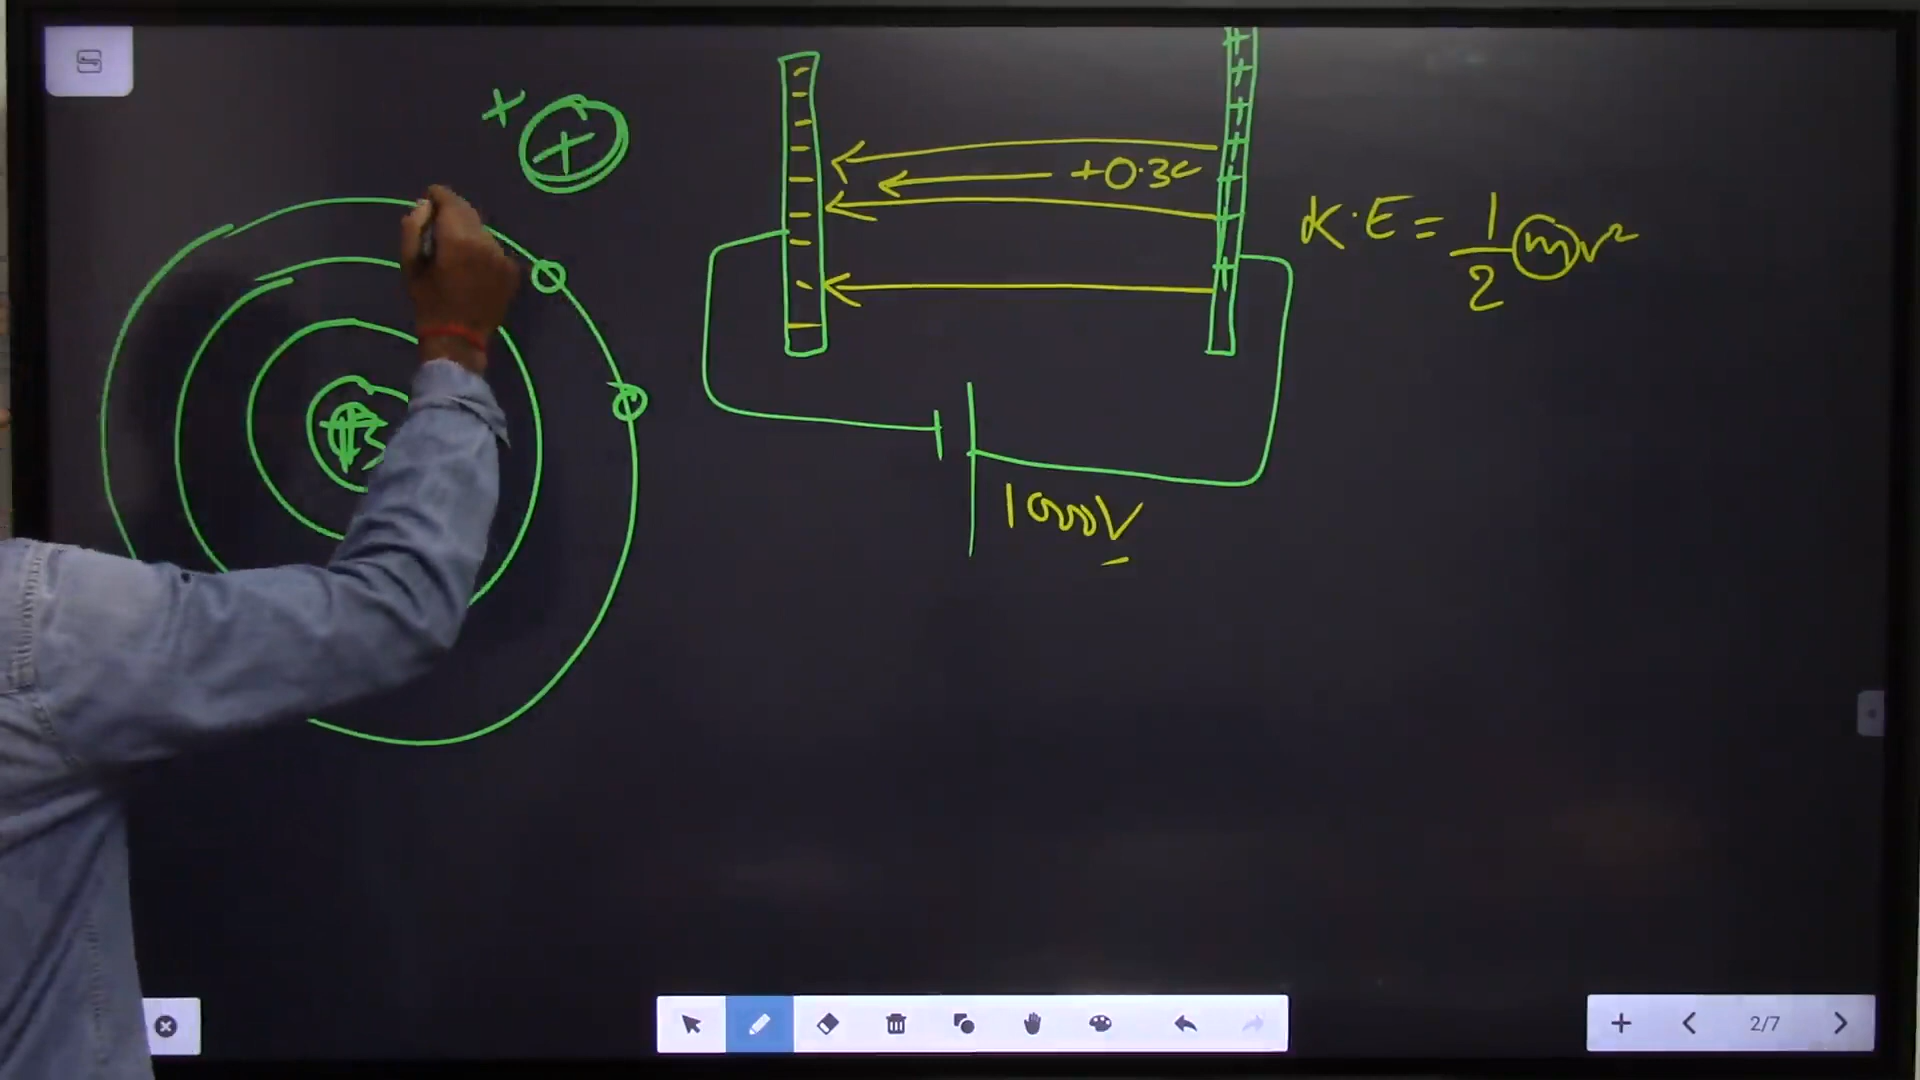 +
+
+0.3c
K.E = 1/2 mv²
1000V
2/7